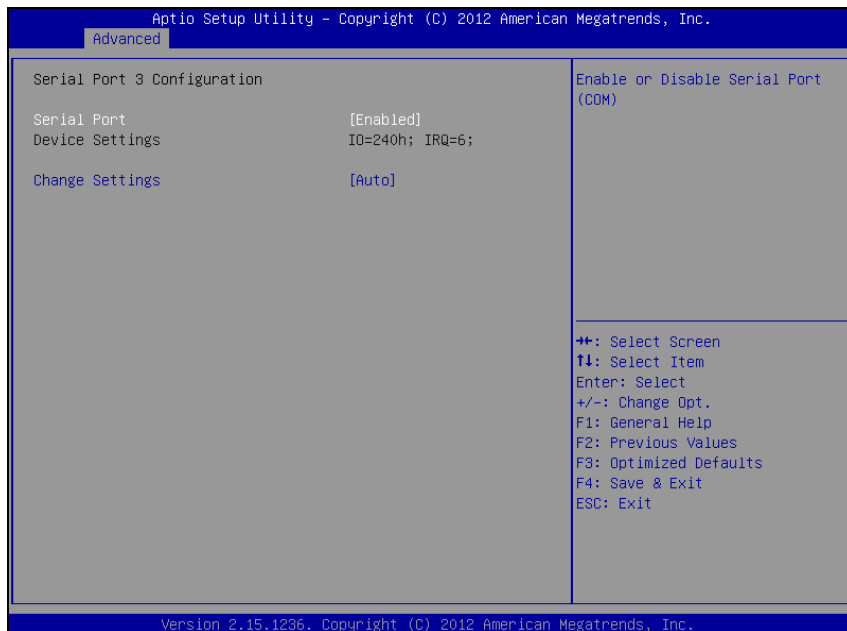 Aptio Setup Utility – Copyright (C) 2012 American Megatrends, Inc.
Advanced
Serial Port 3 Configuration
Serial Port [Enabled]
Device Settings IO=240h; IRQ=6;
Change Settings [Auto]
Enable or Disable Serial Port
(COM)
→←: Select Screen
↑↓: Select Item
Enter: Select
+/-: Change Opt.
F1: General Help
F2: Previous Values
F3: Optimized Defaults
F4: Save & Exit
ESC: Exit
Version 2.15.1236. Copyright (C) 2012 American Megatrends, Inc.